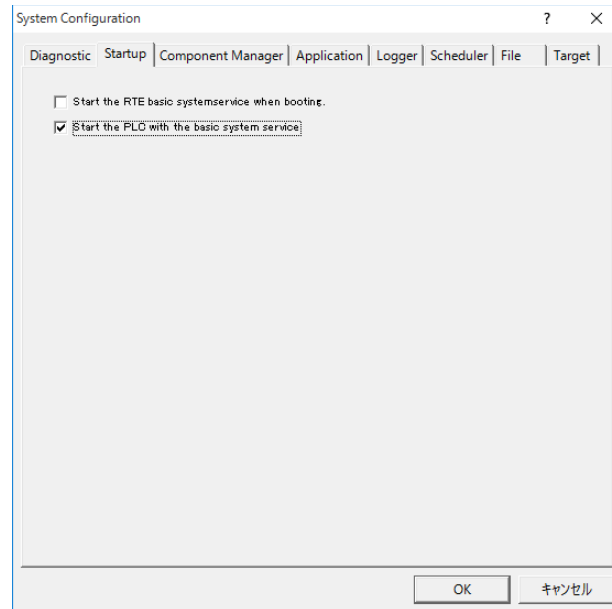 System Configuration ? ×
Diagnostic Startup Component Manager Application Logger Scheduler File Target
Start the RTE basic systemservice when booting.
Start the PLC with the basic system service
OK キャンセル